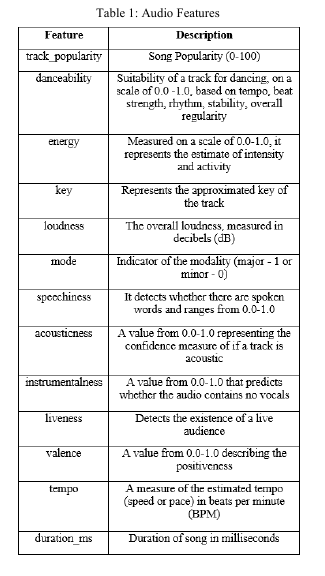 Table 1: Audio Features
Feature Description
track_popularity Song Popularity (0-100)
danceability Suitability of a track for dancing, on a
scale of 0.0 -1.0, based on tempo, beat
strength, rhythm, stability, overall
regularity
energy Measured on a scale of 0.0-1.0, it
represents the estimate of intensity
and activity
key Represents the approximated key of
the track
loudness The overall loudness, measured in
decibels (dB)
mode Indicator of the modality (major - 1 or
minor - 0)
speechiness It detects whether there are spoken
words and ranges from 0.0-1.0
acousticness A value from 0.0-1.0 representing the
confidence measure of if a track is
acoustic
instrumentalness A value from 0.0-1.0 that predicts
whether the audio contains no vocals
liveness Detects the existence of a live
audience
valence A value from 0.0-1.0 describing the
positiveness
tempo A measure of the estimated tempo
(speed or pace) in beats per minute
(BPM)
duration_ms Duration of song in milliseconds